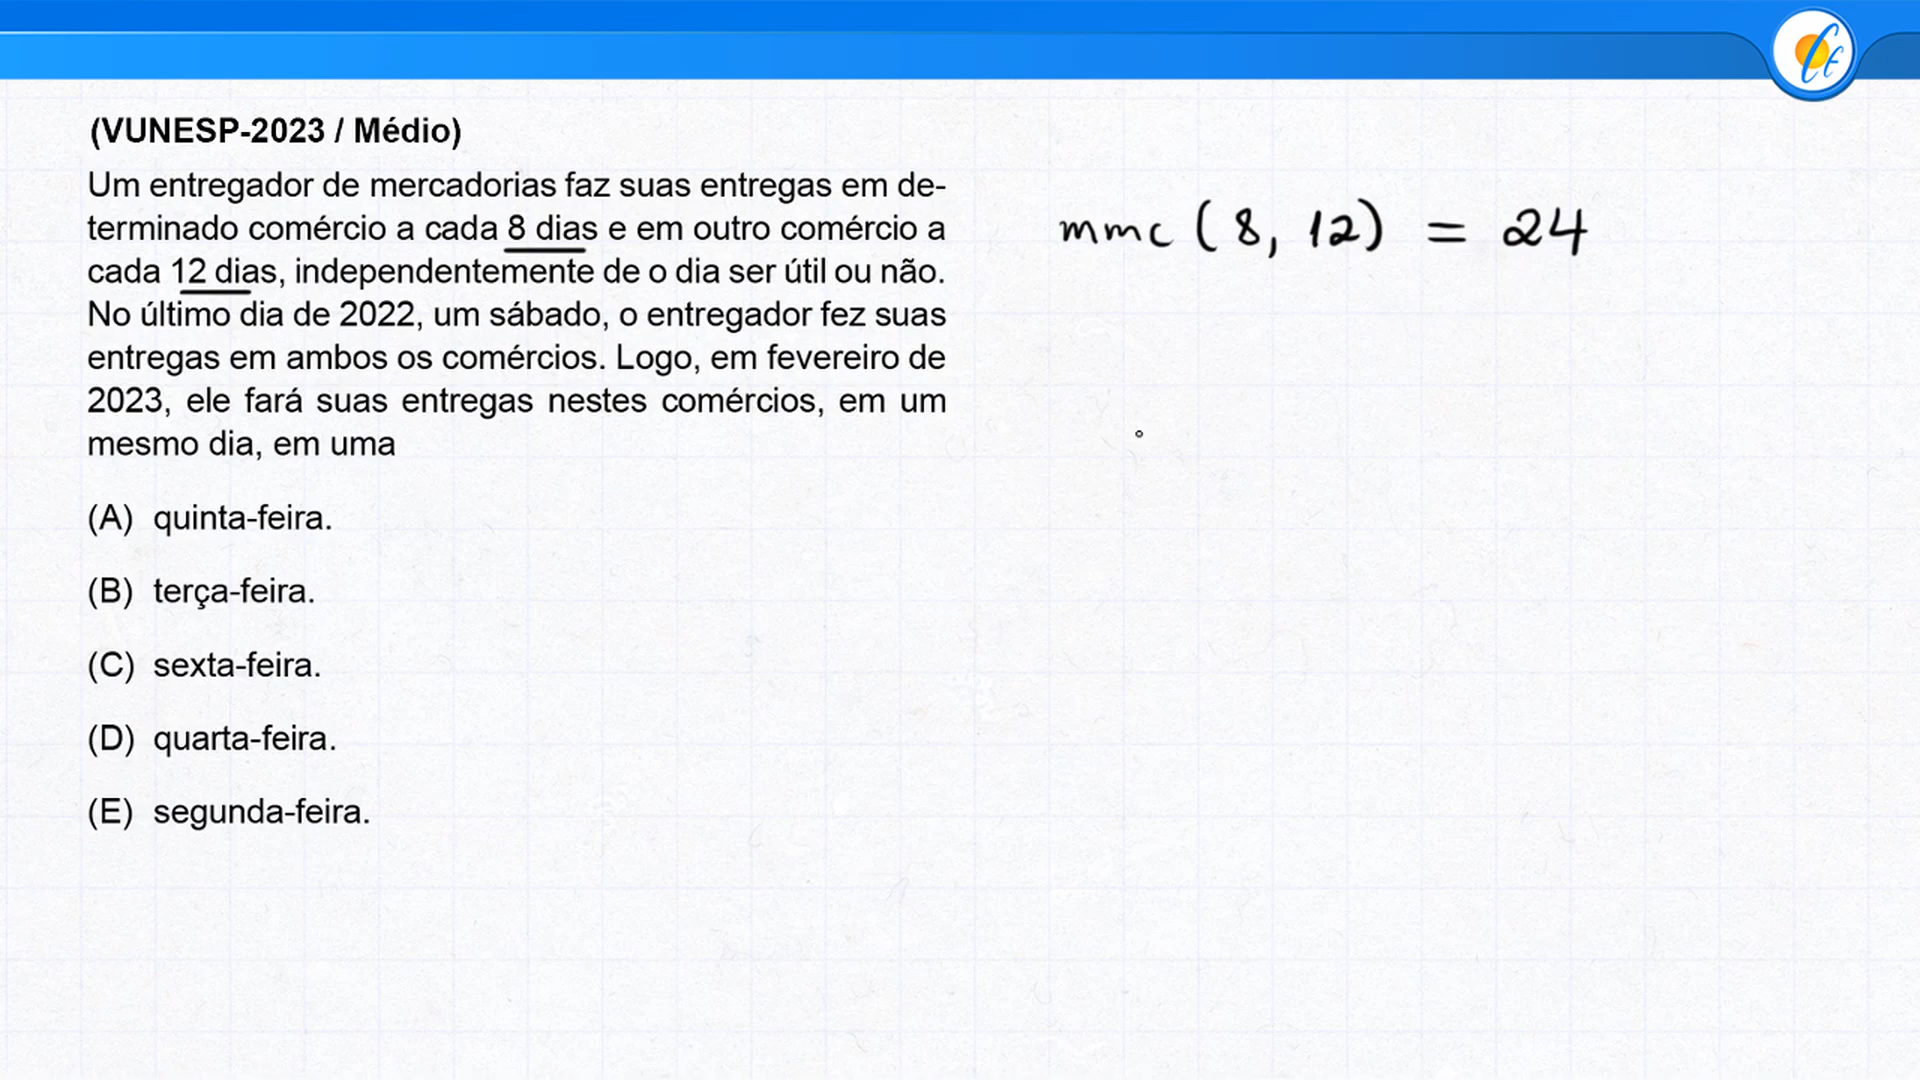 (VUNESP-2023 / Médio)
Um entregador de mercadorias faz suas entregas em de-
terminado comércio a cada 8 dias e em outro comércio a
cada 12 dias, independentemente de o dia ser útil ou não.
No último dia de 2022, um sábado, o entregador fez suas
entregas em ambos os comércios. Logo, em fevereiro de
2023, ele fará suas entregas nestes comércios, em um
mesmo dia, em uma
(A) quinta-feira.
(B) terça-feira.
(C) sexta-feira.
(D) quarta-feira.
(E) segunda-feira.
mmc (8, 12) = 24